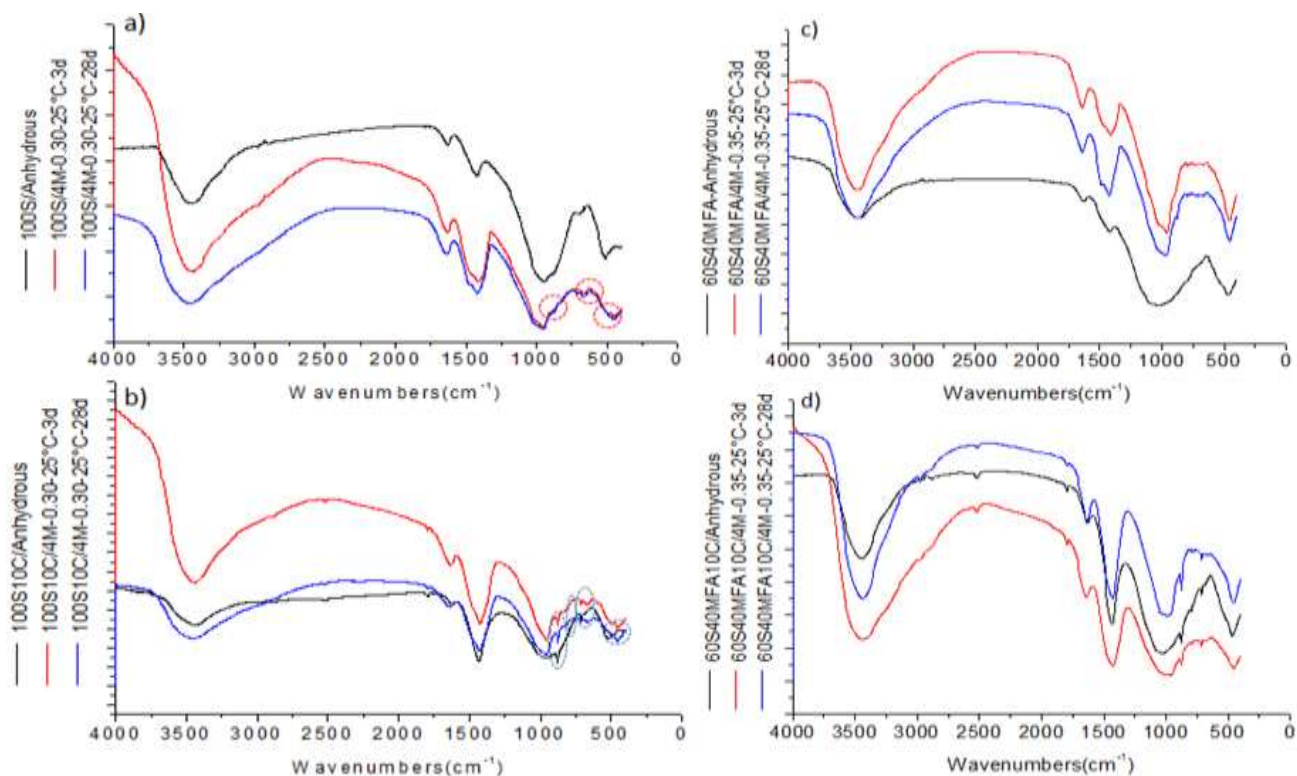 a)
100S/Anhydrous
100S/4M-0.30-25°C-3d
100S/4M-0.30-25°C-28d
4000 3500 3000 2500 2000 1500 1000 500 0
Wavenumbers(cm⁻¹)
c)
60S40MFA-Anhydrous
60S40MFA/4M-0.35-25°C-3d
60S40MFA/4M-0.35-25°C-28d
4000 3500 3000 2500 2000 1500 1000 500 0
Wavenumbers(cm⁻¹)
b)
100S10C/Anhydrous
100S10C/4M-0.30-25°C-3d
100S10C/4M-0.30-25°C-28d
4000 3500 3000 2500 2000 1500 1000 500 0
Wavenumbers(cm⁻¹)
d)
60S40MFA10C/Anhydrous
60S40MFA10C/4M-0.35-25°C-3d
60S40MFA10C/4M-0.35-25°C-28d
4000 3500 3000 2500 2000 1500 1000 500 0
Wavenumbers(cm⁻¹)